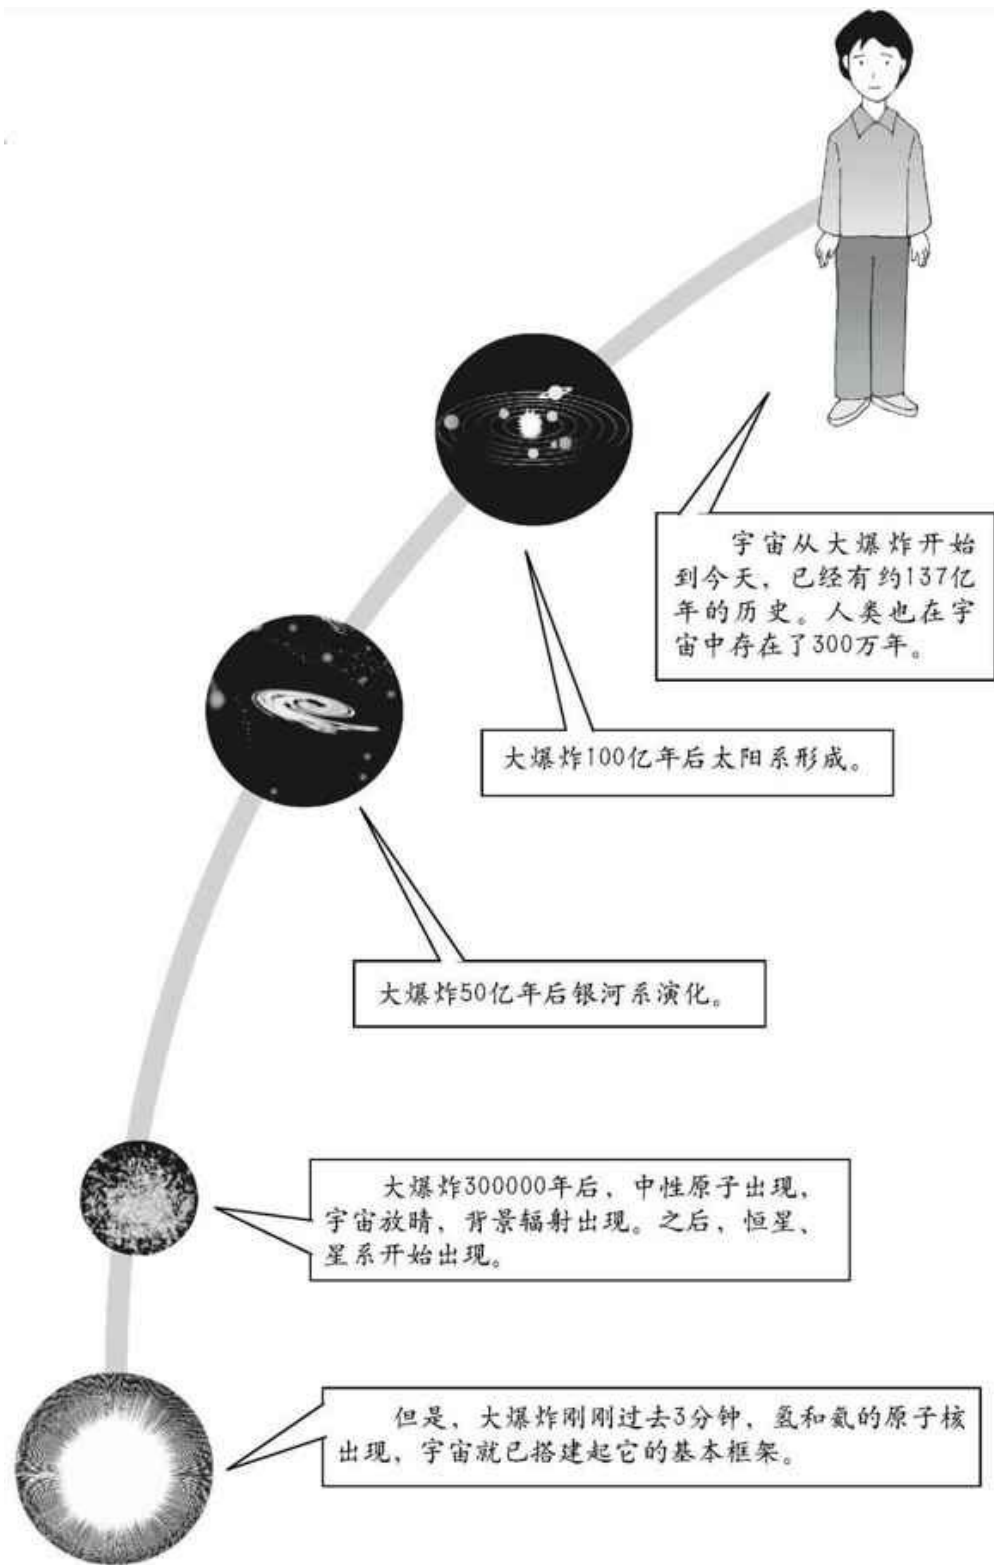 宇宙从大爆炸开始
到今天，已经有约137亿
年的历史。人类也在宇
宙中存在了300万年。
大爆炸100亿年后太阳系形成。
大爆炸50亿年后银河系演化。
大爆炸300000年后，中性原子出现，
宇宙放晴，背景辐射出现。之后，恒星、
星系开始出现。
但是，大爆炸刚刚过去3分钟，氢和氦的原子核
出现，宇宙就已搭建起它的基本框架。